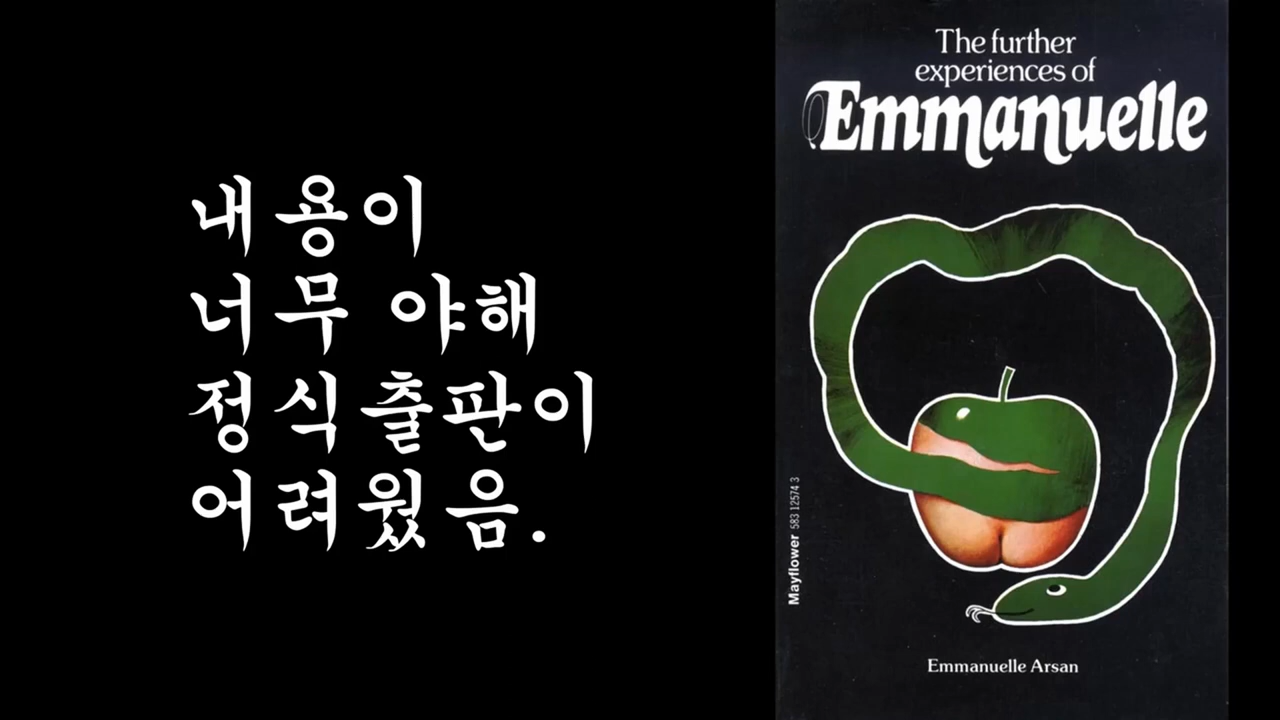 내용이
너무 야해
정식출판이
어려웠음.
The further
experiences of
Emmanuelle
Mayflower 583 12574 3
Emmanuelle Arsan